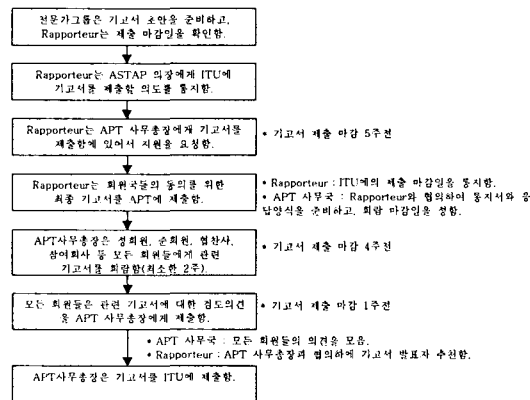 전문가그룹은 기고서 초안을 준비하고,
Rapporteur는 제출 마감일을 확인함.
Rapporteur는 ASTAP 의장에게 ITU에
기고서를 제출할 의도를 통지함.
Rapporteur는 APT 사무총장에게 기고서를
제출함에 있어서 지원을 요청함.
* 기고서 제출 마감 5주전
Rapporteur는 회원국들의 동의를 위한
최종 기고서를 APT에 제출함.
* Rapporteur : ITU에의 제출 마감일을 통지함.
* APT 사무국 : Rapporteur와 협의하여 통지서와 응
답양식을 준비하고, 회람 마감일을 정함.
APT사무총장은 정회원, 준회원, 협찬사,
참여회사 등 모든 회원들에게 관련
기고서를 회람함(최소한 2주).
* 기고서 제출 마감 4주전
모든 회원들은 관련 기고서에 대한 검토의견
을 APT 사무총장에게 제출함.
* 기고서 제출 마감 1주전
* APT 사무국 : 모든 회원들의 의견을 모음.
* Rapporteur : APT 사무총장과 협의하에 기고서 발표자 추천함.
APT사무총장은 기고서를 ITU에 제출함.